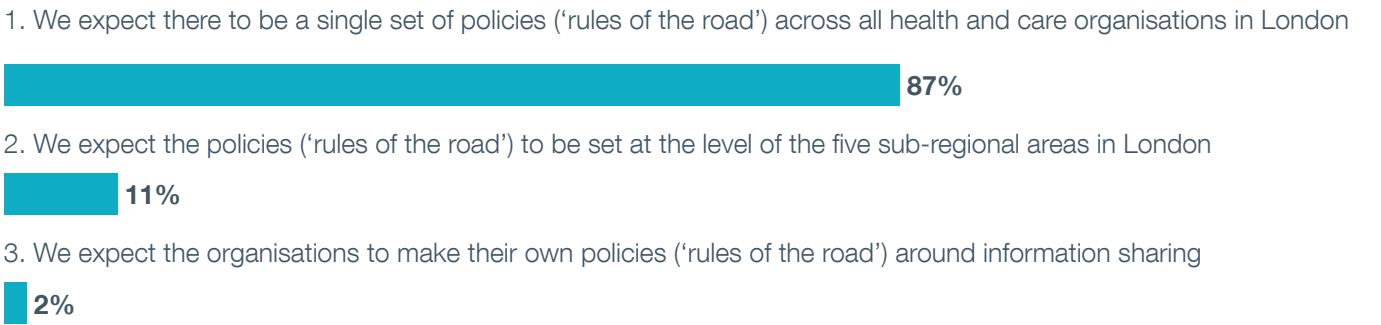 1. We expect there to be a single set of policies (‘rules of the road’) across all health and care organisations in London
87%
2. We expect the policies (‘rules of the road’) to be set at the level of the five sub-regional areas in London
11%
3. We expect the organisations to make their own policies (‘rules of the road’) around information sharing
2%